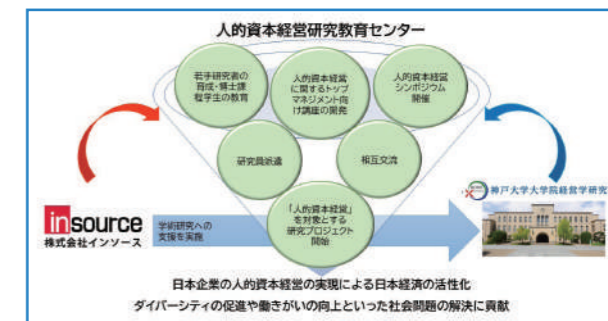 人的資本経営研究教育センター
若手研究者の
育成・博士課
程学生の教育
人的資本経営
に関するトップ
マネジメント向
け講座の開発
人的資本経営
シンポジウム
開催
研究員派遣
相互交流
insource
株式会社インソース
学術研究への
支援を実施
「人的資本経営」
を対象とする
研究プロジェクト
開始
神戸大学大学院経営学研究
日本企業の人的資本経営の実現による日本経済の活性化
ダイバーシティの促進や働きがいの向上といった社会問題の解決に貢献